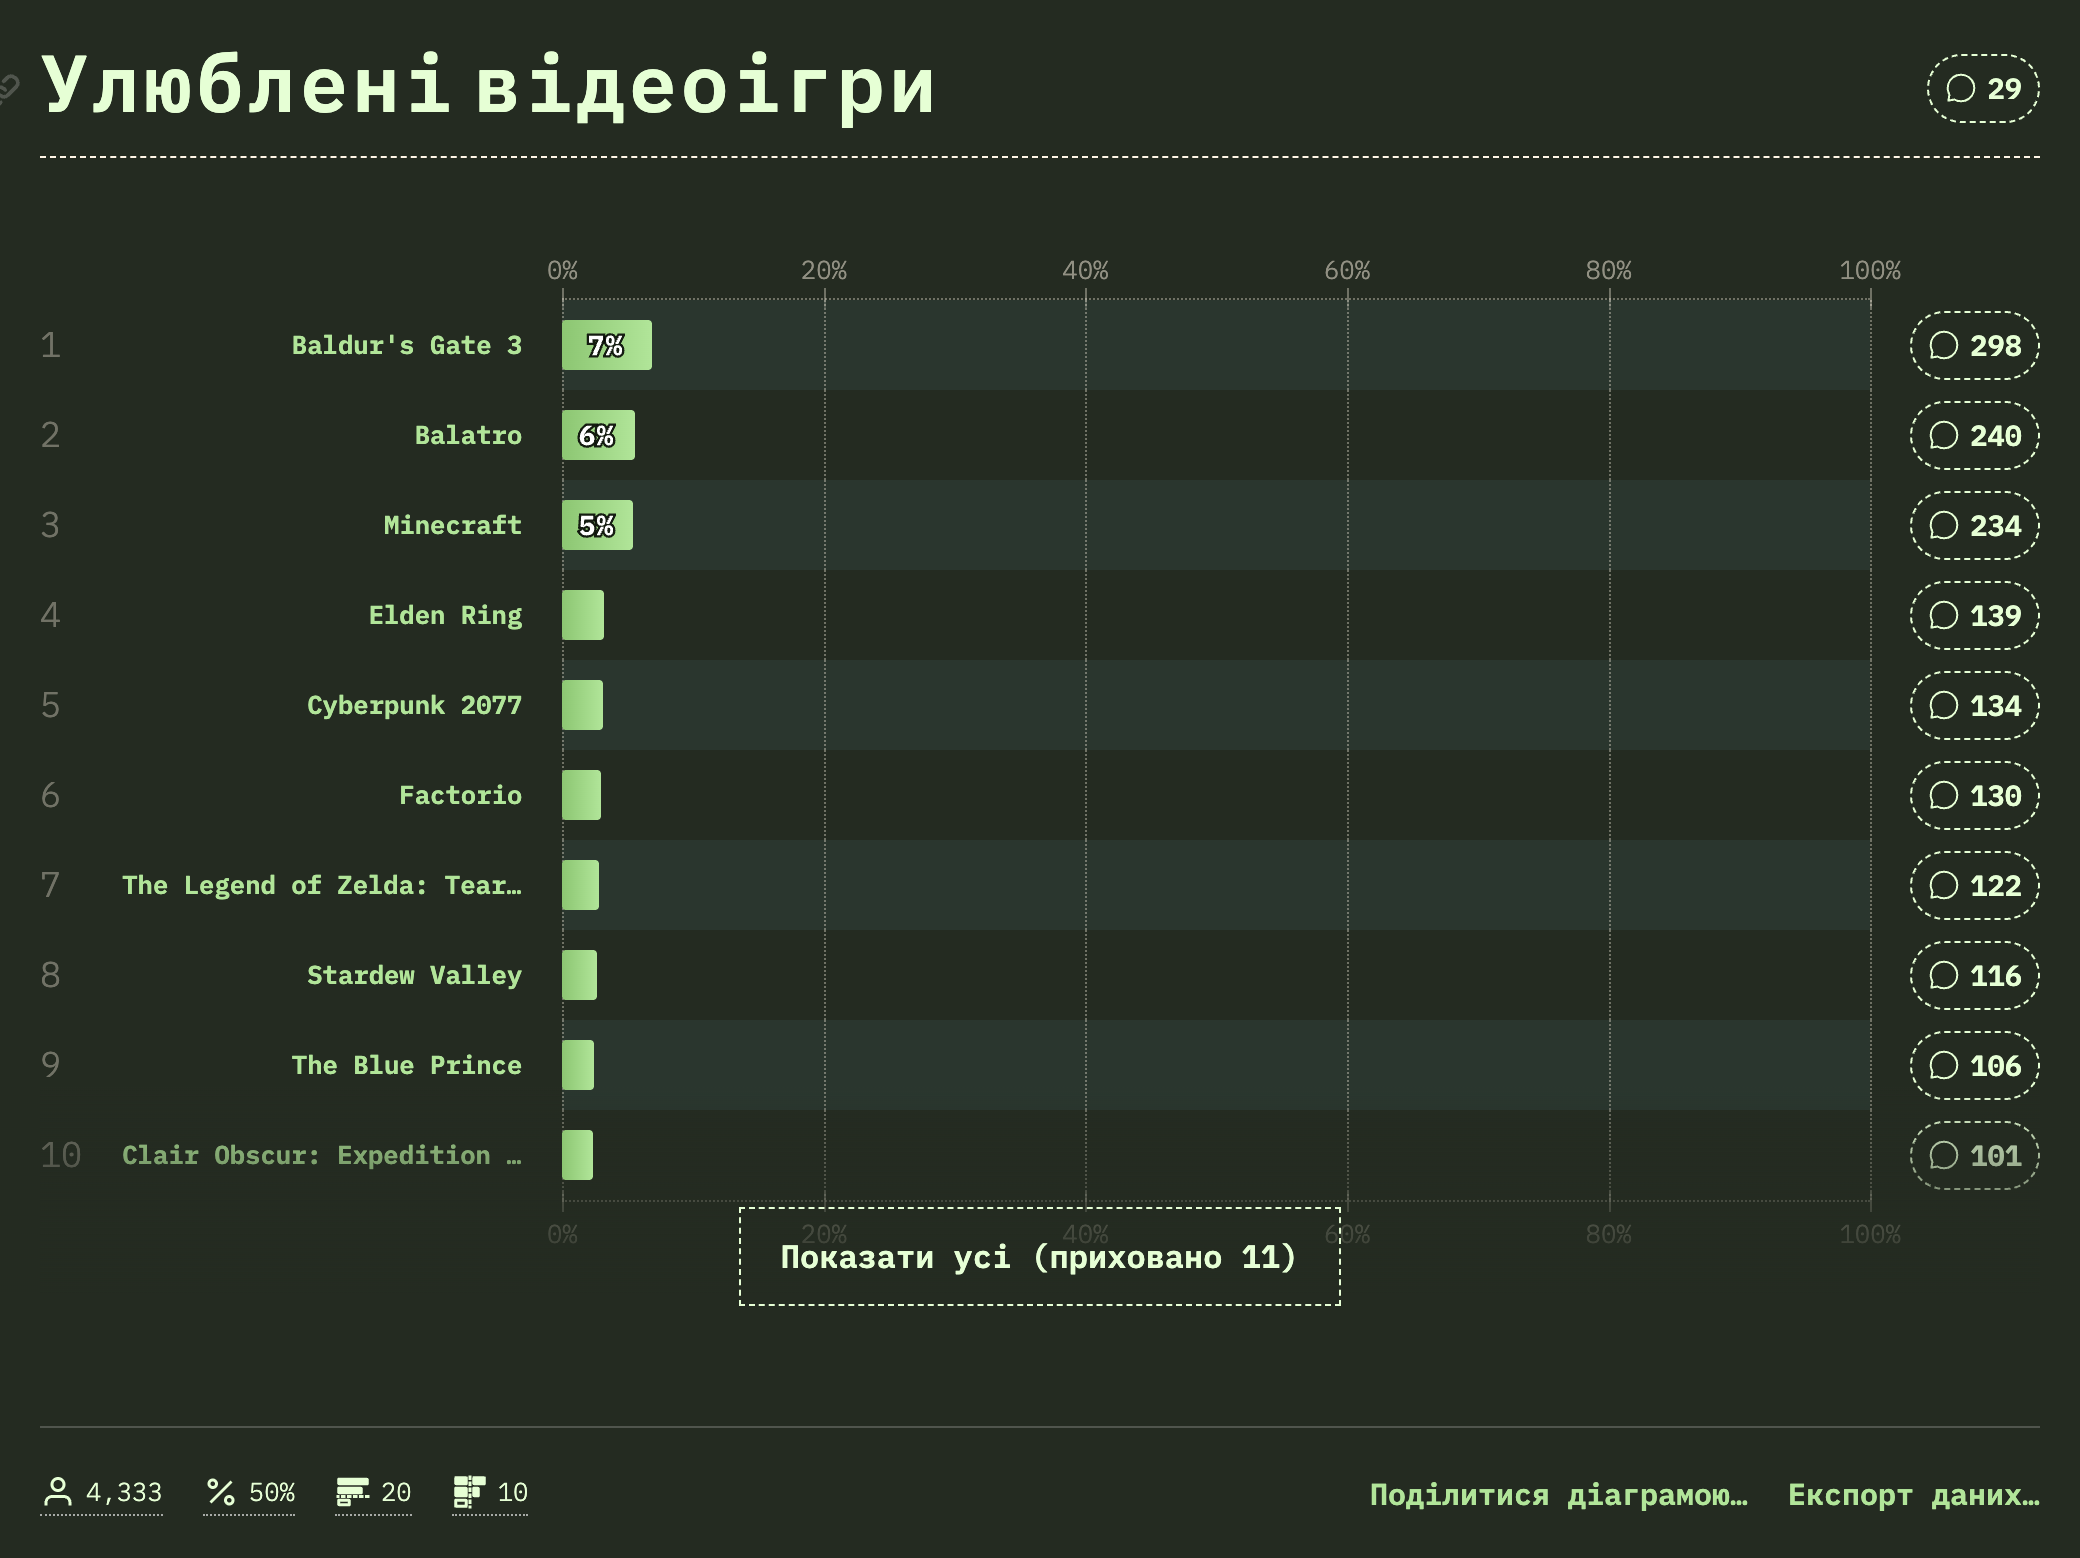 Улюблені відеоігри
29
0% 20% 40% 60% 80% 100%
1 Baldur's Gate 3 7% 298
2 Balatro 6% 240
3 Minecraft 5% 234
4 Elden Ring 139
5 Cyberpunk 2077 134
6 Factorio 130
7 The Legend of Zelda: Tear… 122
8 Stardew Valley 116
9 The Blue Prince 106
10 Clair Obscur: Expedition … 101
0% 20% 40% 60% 80% 100%
Показати усі (приховано 11)
4,333 50% 20 10 Поділитися діаграмою… Експорт даних…